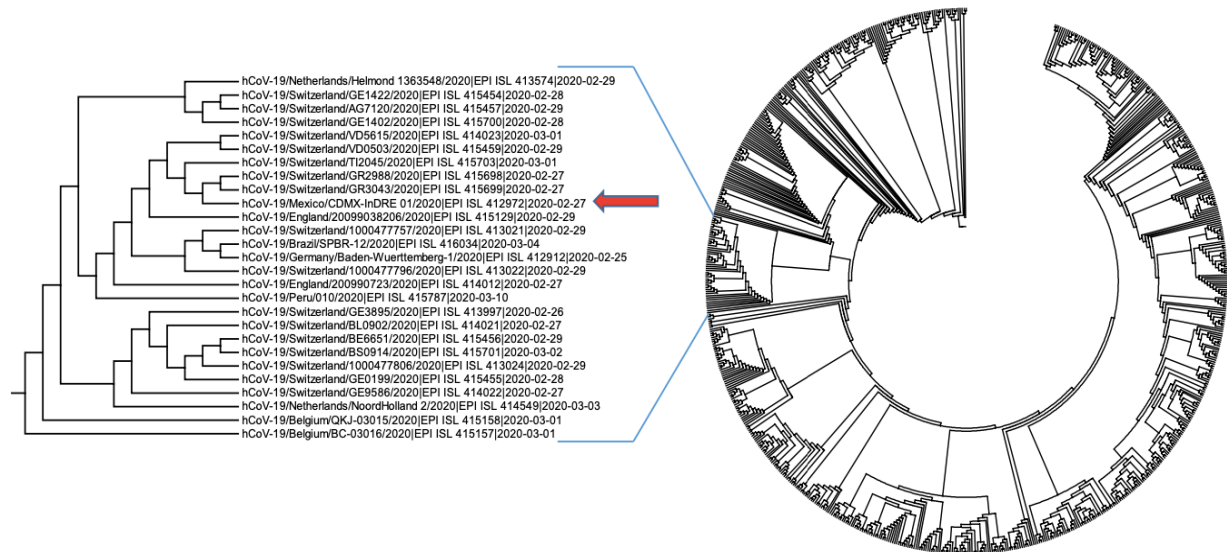 hCoV-19/Netherlands/Helmond 1363548/2020|EPI ISL 413574|2020-02-29
hCoV-19/Switzerland/GE1422/2020|EPI ISL 415454|2020-02-28
hCoV-19/Switzerland/AG7120/2020|EPI ISL 415457|2020-02-29
hCoV-19/Switzerland/GE1402/2020|EPI ISL 415700|2020-02-28
hCoV-19/Switzerland/VD5615/2020|EPI ISL 414023|2020-03-01
hCoV-19/Switzerland/VD0503/2020|EPI ISL 415459|2020-02-29
hCoV-19/Switzerland/TI2045/2020|EPI ISL 415703|2020-03-01
hCoV-19/Switzerland/GR2988/2020|EPI ISL 415698|2020-02-27
hCoV-19/Switzerland/GR3043/2020|EPI ISL 415699|2020-02-27
hCoV-19/Mexico/CDMX-InDRE 01/2020|EPI ISL 412972|2020-02-27
hCoV-19/England/20099038206/2020|EPI ISL 415129|2020-02-29
hCoV-19/Switzerland/1000477757/2020|EPI ISL 413021|2020-02-29
hCoV-19/Brazil/SPBR-12/2020|EPI ISL 416034|2020-03-04
hCoV-19/Germany/Baden-Wuerttemberg-1/2020|EPI ISL 412912|2020-02-25
hCoV-19/Switzerland/1000477796/2020|EPI ISL 413022|2020-02-29
hCoV-19/England/200990723/2020|EPI ISL 414012|2020-02-27
hCoV-19/Peru/010/2020|EPI ISL 415787|2020-03-10
hCoV-19/Switzerland/GE3895/2020|EPI ISL 413997|2020-02-26
hCoV-19/Switzerland/BL0902/2020|EPI ISL 414021|2020-02-27
hCoV-19/Switzerland/BE6651/2020|EPI ISL 415456|2020-02-29
hCoV-19/Switzerland/BS0914/2020|EPI ISL 415701|2020-03-02
hCoV-19/Switzerland/1000477806/2020|EPI ISL 413024|2020-02-29
hCoV-19/Switzerland/GE0199/2020|EPI ISL 415455|2020-02-28
hCoV-19/Switzerland/GE9586/2020|EPI ISL 414022|2020-02-27
hCoV-19/Netherlands/NoordHolland 2/2020|EPI ISL 414549|2020-03-03
hCoV-19/Belgium/QKJ-03015/2020|EPI ISL 415158|2020-03-01
hCoV-19/Belgium/BC-03016/2020|EPI ISL 415157|2020-03-01